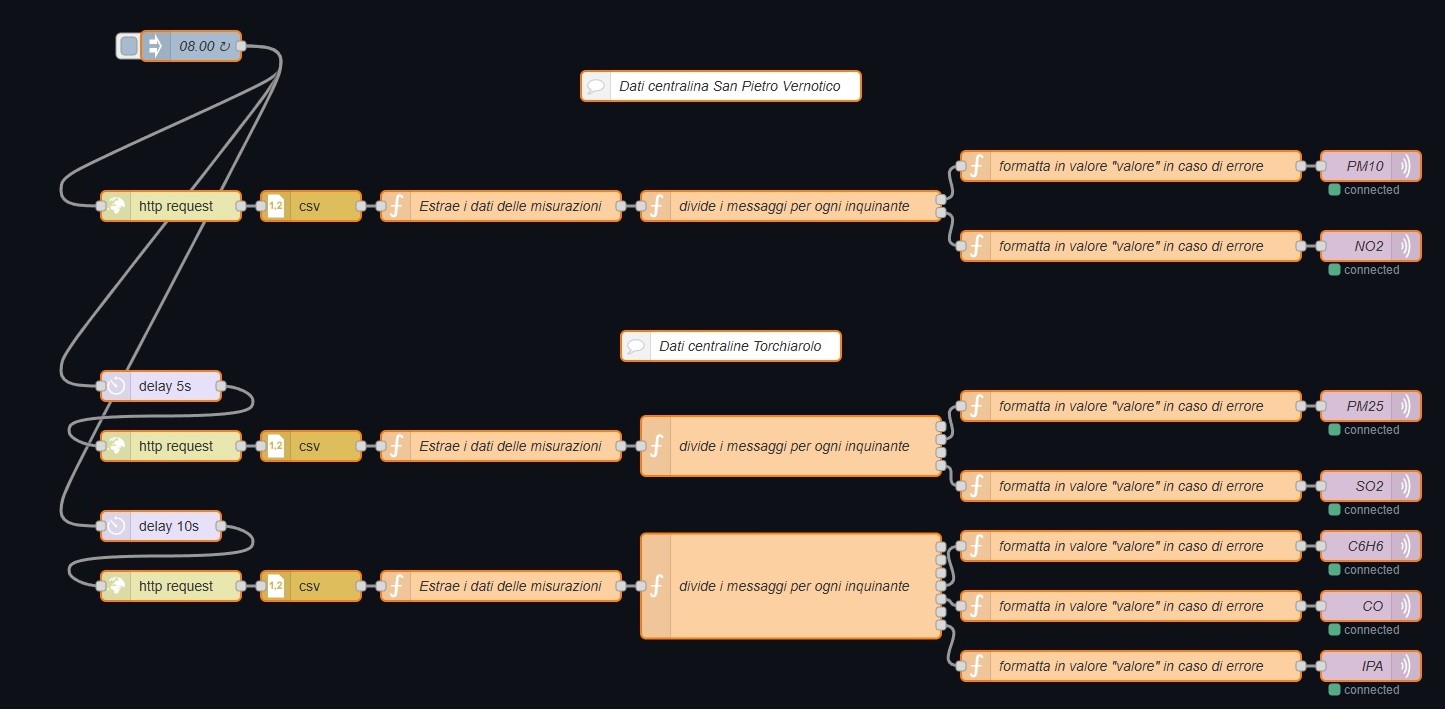 08.00 ↻
Dati centralina San Pietro Vernotico
formatta in valore "valore" in caso di errore
PM10
connected
http request
1,2
csv
Estrae i dati delle misurazioni
divide i messaggi per ogni inquinante
formatta in valore "valore" in caso di errore
NO2
connected
Dati centraline Torchiarolo
delay 5s
formatta in valore "valore" in caso di errore
PM25
connected
http request
1,2
csv
Estrae i dati delle misurazioni
divide i messaggi per ogni inquinante
formatta in valore "valore" in caso di errore
SO2
connected
delay 10s
formatta in valore "valore" in caso di errore
C6H6
connected
http request
1,2
csv
Estrae i dati delle misurazioni
divide i messaggi per ogni inquinante
formatta in valore "valore" in caso di errore
CO
connected
formatta in valore "valore" in caso di errore
IPA
connected